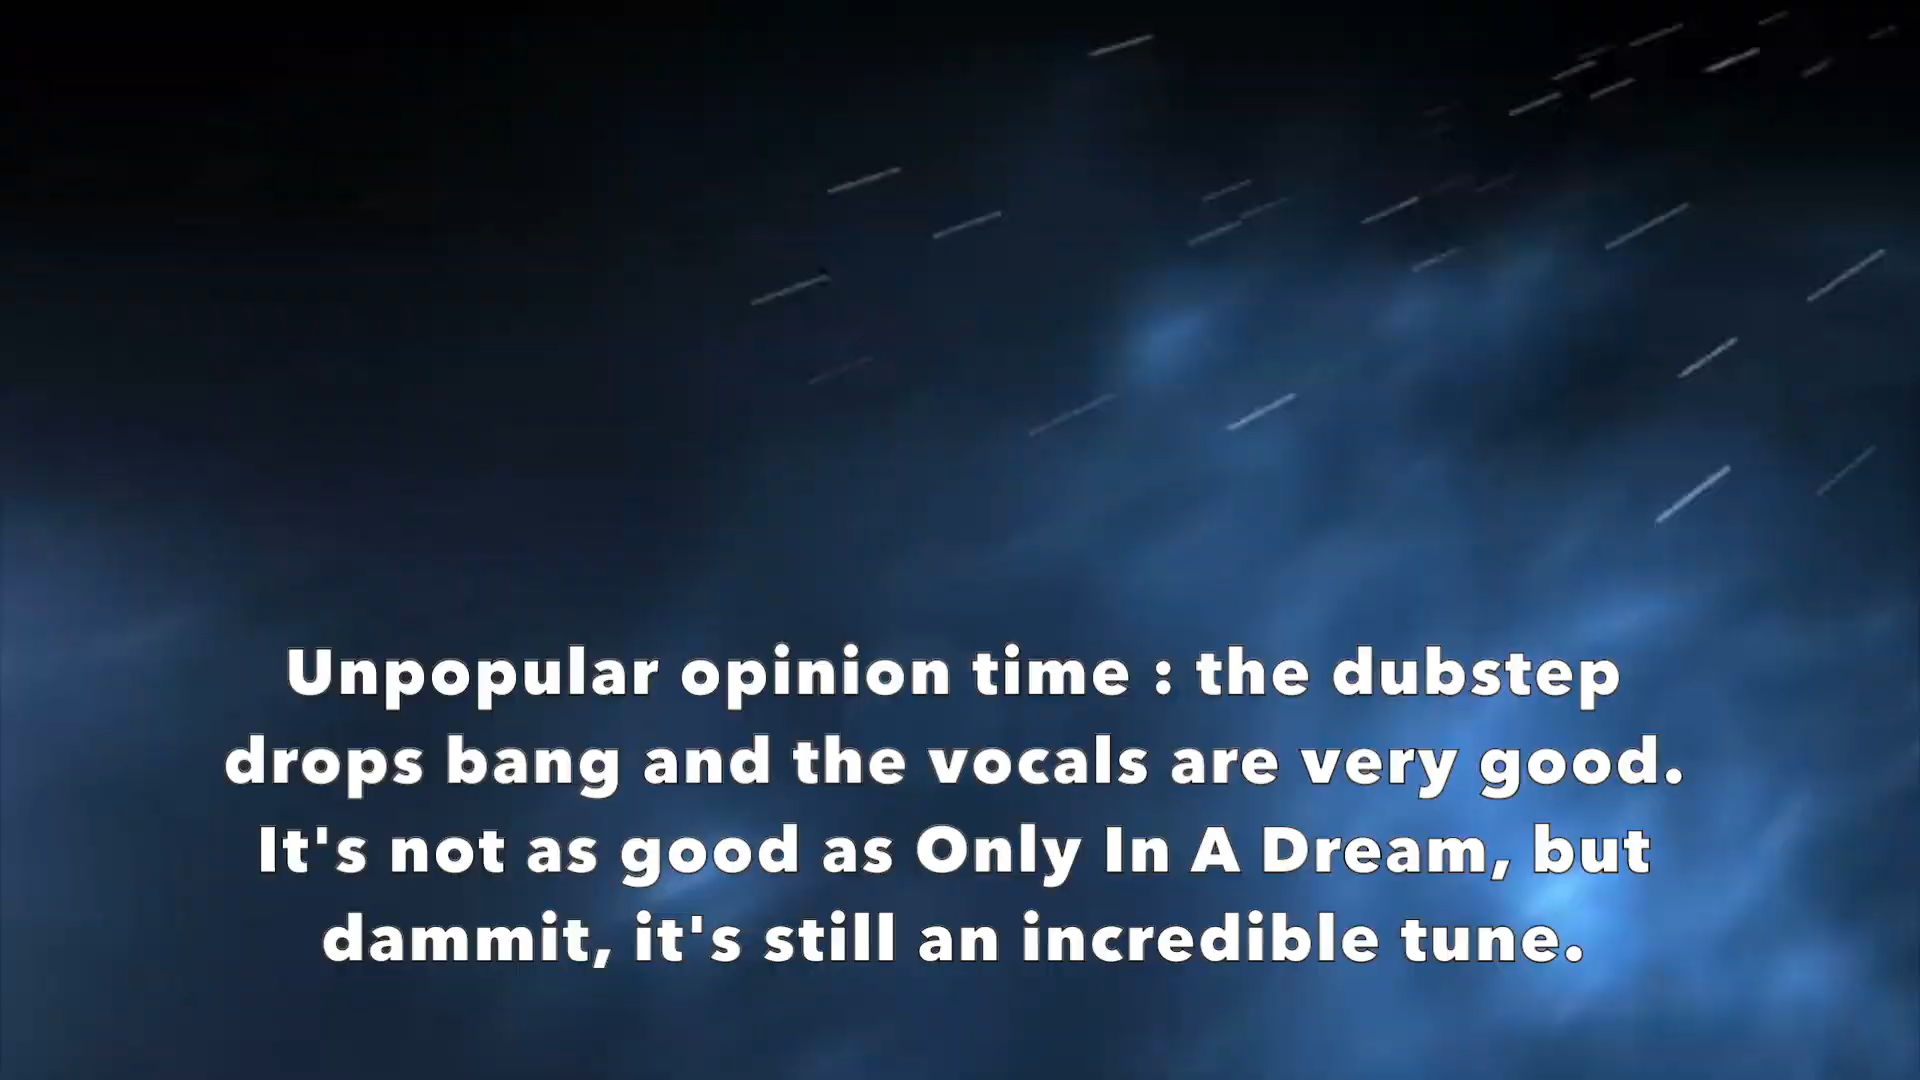 Unpopular opinion time : the dubstep
drops bang and the vocals are very good.
It's not as good as Only In A Dream, but
dammit, it's still an incredible tune.